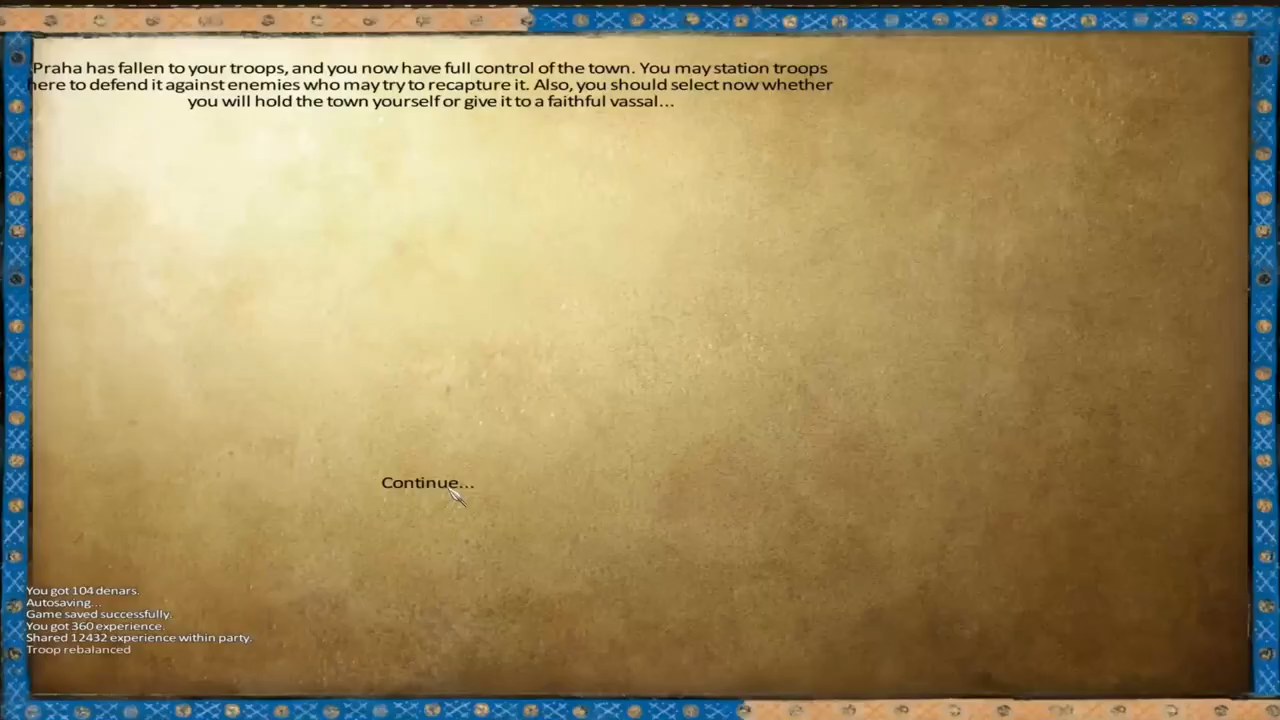 Praha has fallen to your troops, and you now have full control of the town. You may station troops
here to defend it against enemies who may try to recapture it. Also, you should select now whether
you will hold the town yourself or give it to a faithful vassal...
Continue...
You got 104 denars.
Autosaving...
Game saved successfully.
You got 360 experience.
Shared 12432 experience within party.
Troop rebalanced